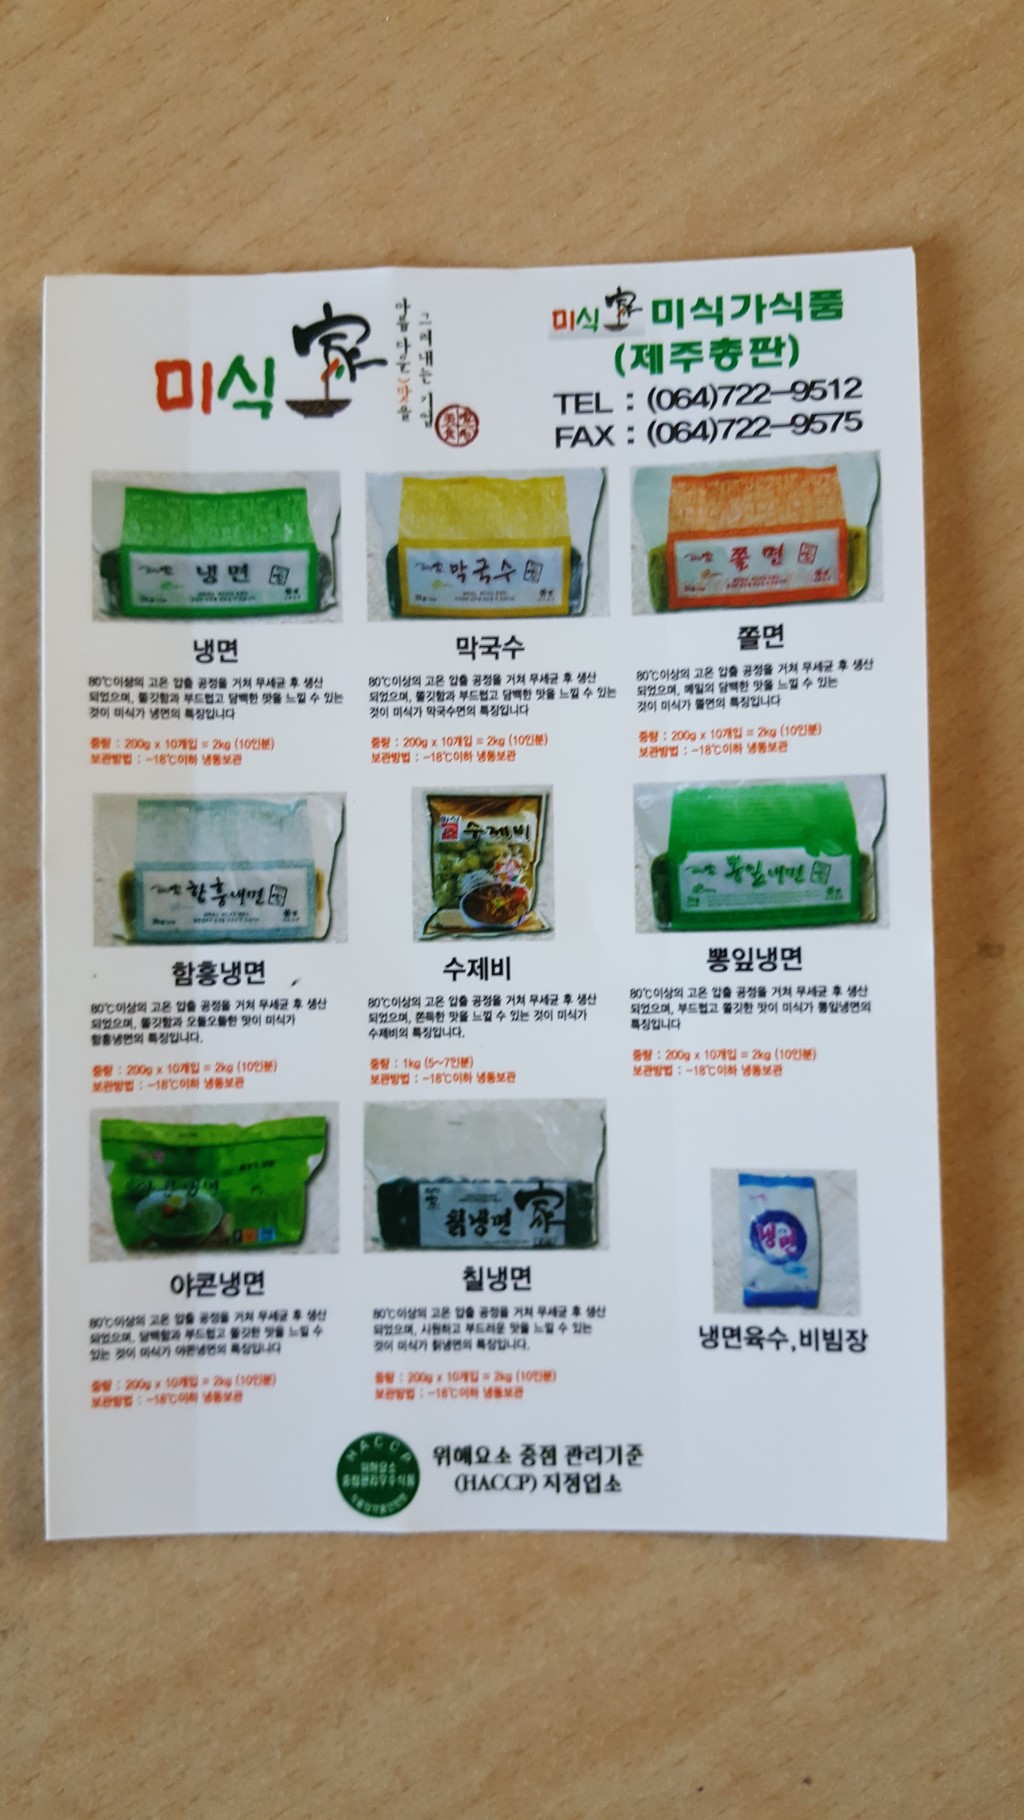 미식家
아름다운 맛을
그려내는 기업
미식家 미식가식품
(제주총판)
TEL : (064)722-9512
FAX : (064)722-9575
냉면
막국수
쫄면
냉면
80℃이상의 고온 압출 공정을 거쳐 무세균 후 생산
되었으며, 쫄깃함과 부드럽고 담백한 맛을 느낄 수 있는
것이 미식가 냉면의 특징입니다
중량 : 200g x 10개입 = 2kg (10인분)
보관방법 : -18℃이하 냉동보관
막국수
80℃이상의 고온 압출 공정을 거쳐 무세균 후 생산
되었으며, 쫄깃함과 부드럽고 담백한 맛을 느낄 수 있는
것이 미식가 막국수면의 특징입니다
중량 : 200g x 10개입 = 2kg (10인분)
보관방법 : -18℃이하 냉동보관
쫄면
80℃이상의 고온 압출 공정을 거쳐 무세균 후 생산
되었으며, 메밀의 담백한 맛을 느낄 수 있는
것이 미식가 쫄면의 특징입니다
중량 : 200g x 10개입 = 2kg (10인분)
보관방법 : -18℃이하 냉동보관
함흥냉면
미식
수제비
뽕잎냉면
함흥냉면
80℃이상의 고온 압출 공정을 거쳐 무세균 후 생산
되었으며, 쫄깃함과 오돌오돌한 맛이 미식가
함흥냉면의 특징입니다.
중량 : 200g x 10개입 = 2kg (10인분)
보관방법 : -18℃이하 냉동보관
수제비
80℃이상의 고온 압출 공정을 거쳐 무세균 후 생산
되었으며, 쫀득한 맛을 느낄 수 있는 것이 미식가
수제비의 특징입니다.
중량 : 1kg (5~7인분)
보관방법 : -18℃이하 냉동보관
뽕잎냉면
80℃이상의 고온 압출 공정을 거쳐 무세균 후 생산
되었으며, 부드럽고 쫄깃한 맛이 미식가 뽕잎냉면의
특징입니다
중량 : 200g x 10개입 = 2kg (10인분)
보관방법 : -18℃이하 냉동보관
야콘냉면
칡냉면 家
냉면
야콘냉면
80℃이상의 고온 압출 공정을 거쳐 무세균 후 생산
되었으며, 담백함과 부드럽고 쫄깃한 맛을 느낄 수
있는 것이 미식가 야콘냉면의 특징입니다
중량 : 200g x 10개입 = 2kg (10인분)
보관방법 : -18℃이하 냉동보관
칠냉면
80℃이상의 고온 압출 공정을 거쳐 무세균 후 생산
되었으며, 시원하고 부드러운 맛을 느낄 수 있는
것이 미식가 칡냉면의 특징입니다.
중량 : 200g x 10개입 = 2kg (10인분)
보관방법 : -18℃이하 냉동보관
냉면육수,비빔장
HACCP
위해요소
위해요소 중점 관리기준
(HACCP) 지정업소